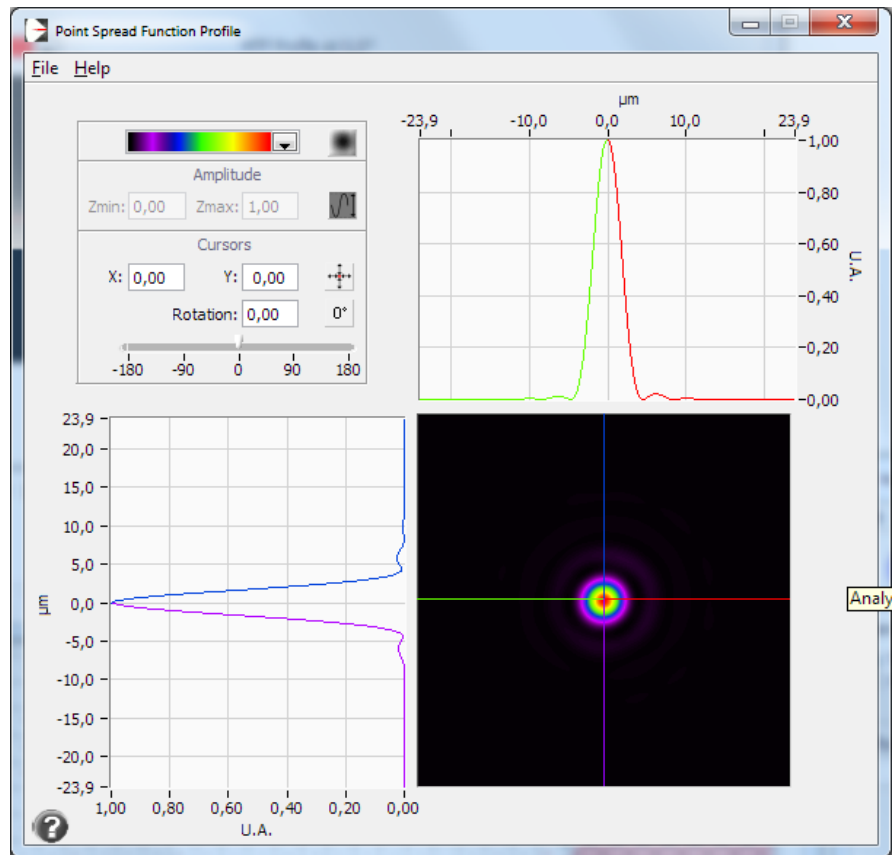 Point Spread Function Profile
File Help
µm
-23,9 -10,0 0,0 10,0 23,9
Amplitude
Zmin: 0,00 Zmax: 1,00
Cursors
X: 0,00 Y: 0,00
Rotation: 0,00 0°
-180 -90 0 90 180
1,00
0,80
0,60
0,40
0,20
0,00
U.A.
23,9
20,0
15,0
10,0
5,0
0,0
-5,0
-10,0
-15,0
-20,0
-23,9
µm
1,00 0,80 0,60 0,40 0,20 0,00
U.A.
Analy
?